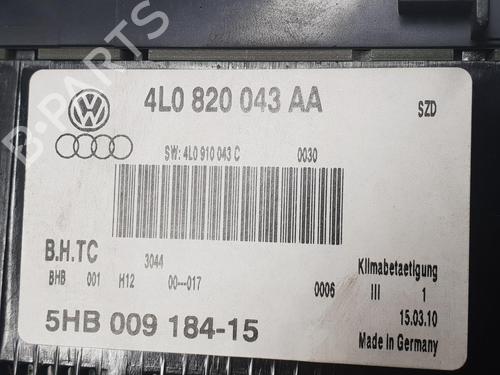 4L0 820 043 AA
SZD
SW: 4L0 910 043 C 0030
B.H.TC
3044
BHB 001 H12 00---017
0006
Klimabetaetigung
III 1
15.03.10
Made in Germany
5HB 009 184-15
B-PARTS